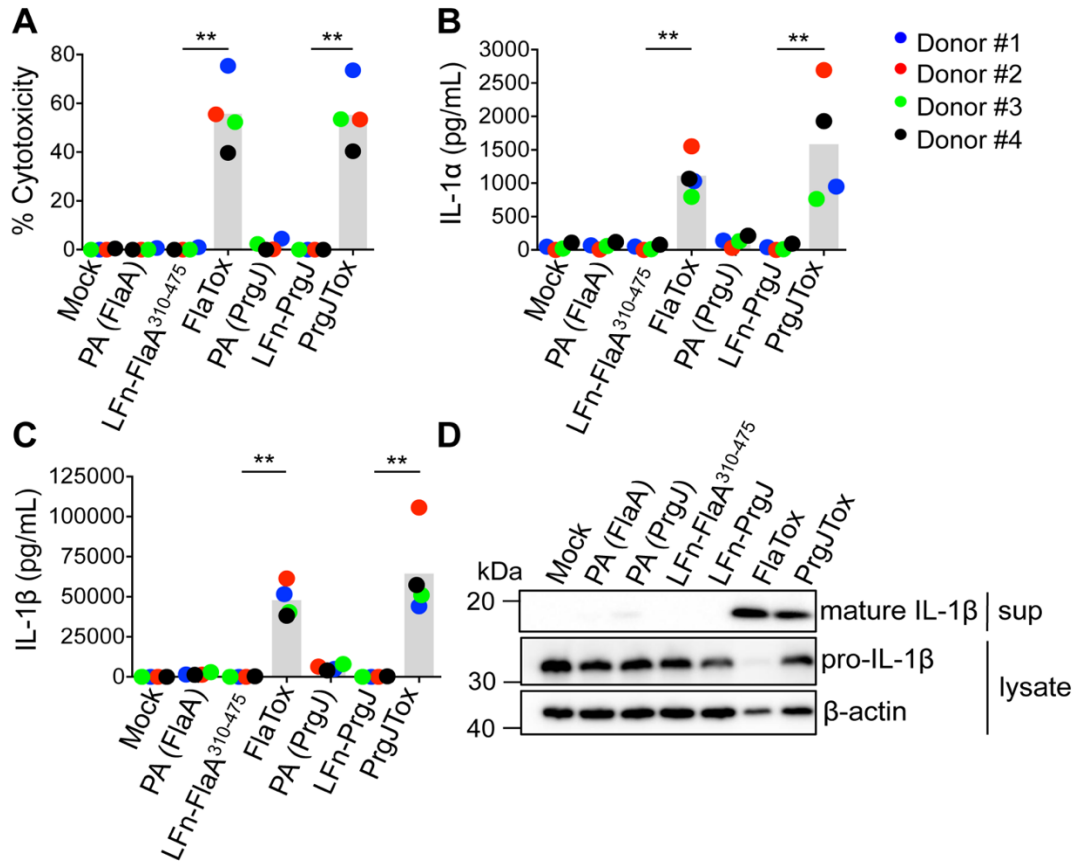 A
% Cytotoxicity
80
60
40
20
0
**
**
Mock
PA (FlaA)
LFn-FlaA310-475
FlaTox
PA (PrgJ)
LFn-PrgJ
PrgJTox
B
IL-1α (pg/mL)
3000
2500
2000
1500
1000
500
0
**
**
Mock
PA (FlaA)
LFn-FlaA310-475
FlaTox
PA (PrgJ)
LFn-PrgJ
PrgJTox
Donor #1
Donor #2
Donor #3
Donor #4
C
IL-1β (pg/mL)
125000
100000
75000
50000
25000
0
**
**
Mock
PA (FlaA)
LFn-FlaA310-475
FlaTox
PA (PrgJ)
LFn-PrgJ
PrgJTox
D
kDa
Mock
PA (FlaA)
PA (PrgJ)
LFn-FlaA310-475
LFn-PrgJ
FlaTox
PrgJTox
20
mature IL-1β
sup
pro-IL-1β
30
lysate
β-actin
40